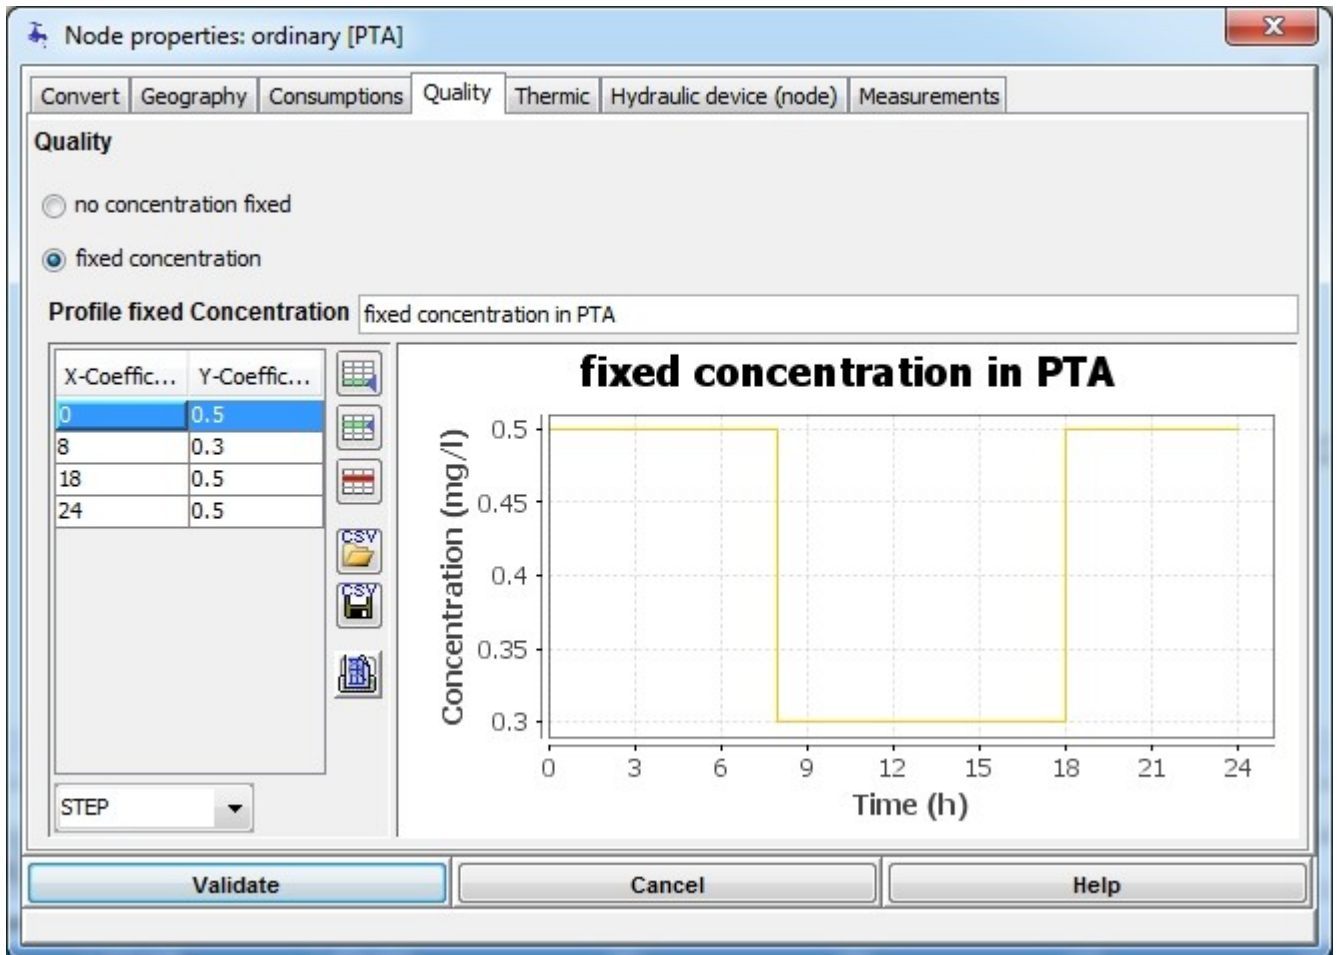 Node properties: ordinary [PTA]
Convert Geography Consumptions Quality Thermic Hydraulic device (node) Measurements
Quality
no concentration fixed
fixed concentration
Profile fixed Concentration fixed concentration in PTA
X-Coeffic... Y-Coeffic...
0 0.5
8 0.3
18 0.5
24 0.5
CSV
CSV
STEP
fixed concentration in PTA
Concentration (mg/l)
0.5
0.45
0.4
0.35
0.3
0 3 6 9 12 15 18 21 24
Time (h)
Validate Cancel Help